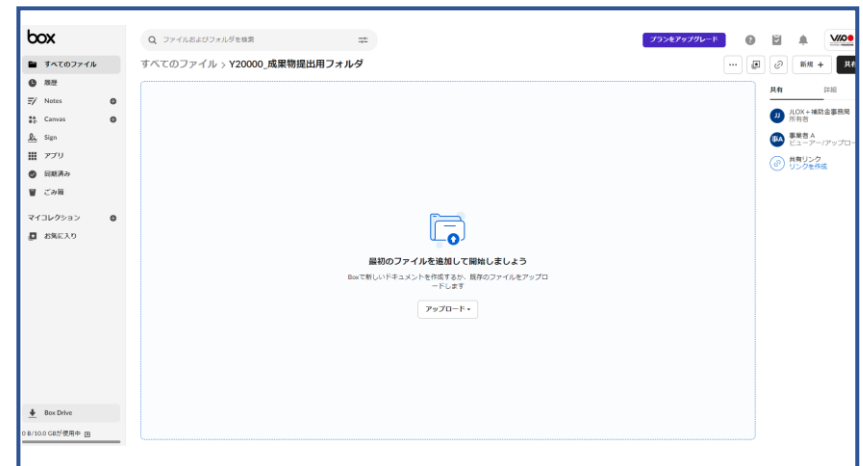 box
ファイルおよびフォルダを検索
プランをアップグレード
VIPO
すべてのファイル
すべてのファイル > Y20000_成果物提出用フォルダ
新規 +
共有
履歴
Notes
Canvas
Sign
アプリ
同期済み
ごみ箱
マイコレクション
お気に入り
共有
詳細
JJ
JLOX+補助金事務局
所有者
事A
事業者 A
ビューアー/アップロー
共有リンク
リンクを作成
最初のファイルを追加して開始しましょう
Boxで新しいドキュメントを作成するか、既存のファイルをアップロ
ードします
アップロード
Box Drive
0 B/10.0 GBが使用中